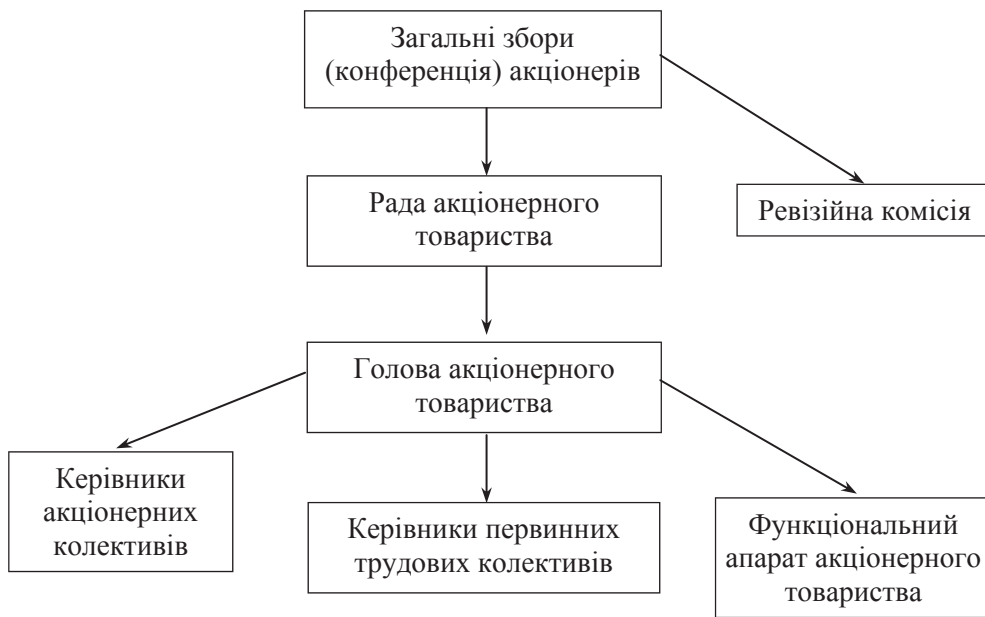 Загальні збори
(конференція) акціонерів
Рада акціонерного
товариства
Ревізійна комісія
Голова акціонерного
товариства
Керівники
акціонерних
колективів
Керівники первинних
трудових колективів
Функціональний
апарат акціонерного
товариства